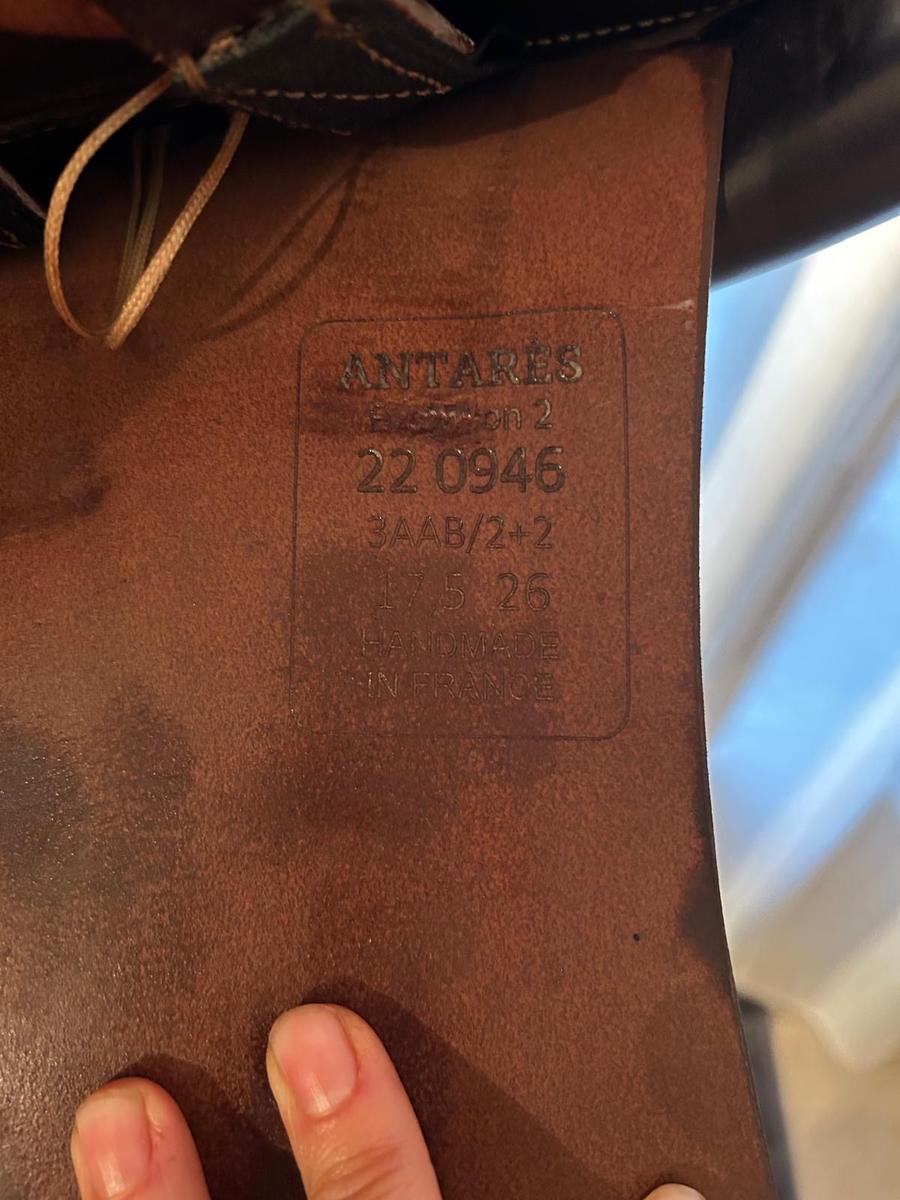 ANTARÈS
2
22 0946
3AAB/2+2
17,5 26
HANDMADE
IN FRANCE